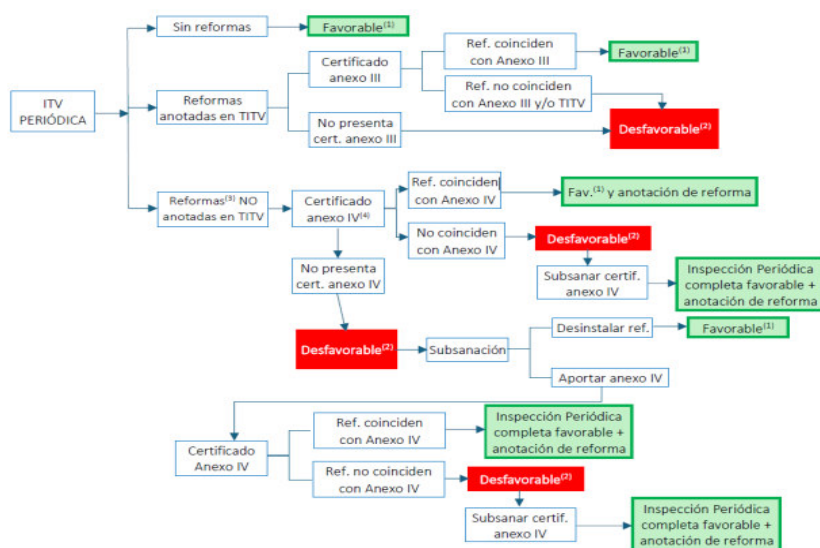 Sin reformas
Favorable(1)
ITV
PERIÓDICA
Reformas
anotadas en TITV
Certificado
anexo III
Ref. coinciden
con Anexo III
Favorable(1)
Ref. no coinciden
con Anexo III y/o TITV
No presenta
cert. anexo III
Desfavorable(2)
Reformas(3) NO
anotadas en TITV
Certificado
anexo IV(4)
Ref. coinciden
con Anexo IV
Fav.(1) y anotación de reforma
No coinciden
con Anexo IV
Desfavorable(2)
Subsanar certif.
anexo IV
Inspección Periódica
completa favorable +
anotación de reforma
No presenta
cert. anexo IV
Desfavorable(2)
Subsanación
Desinstalar ref.
Favorable(1)
Aportar anexo IV
Certificado
Anexo IV
Ref. coinciden
con Anexo IV
Inspección Periódica
completa favorable +
anotación de reforma
Ref. no coinciden
con Anexo IV
Desfavorable(2)
Subsanar certif.
anexo IV
Inspección Periódica
completa favorable +
anotación de reforma